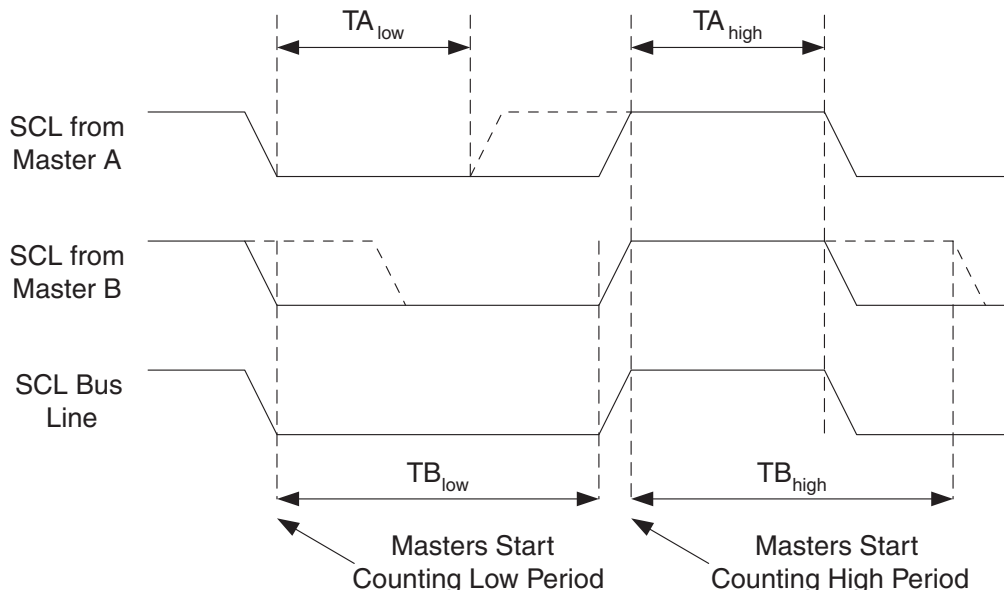 TA low
TA high
SCL from
Master A
SCL from
Master B
SCL Bus
Line
TB low
TB high
Masters Start
Counting Low Period
Masters Start
Counting High Period